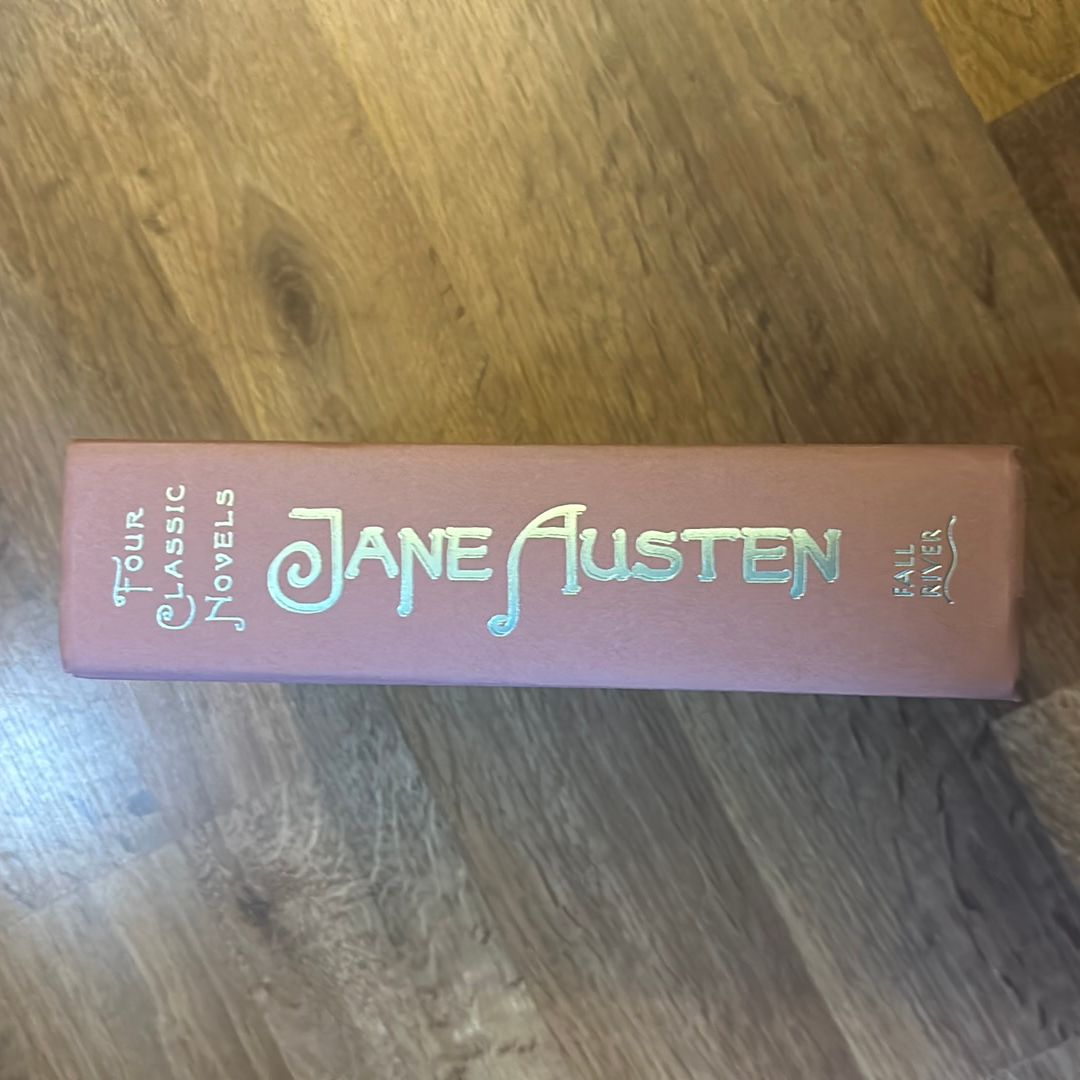 FOUR
CLASSIC
NOVELS
JANE AUSTEN
FALL
RIVER